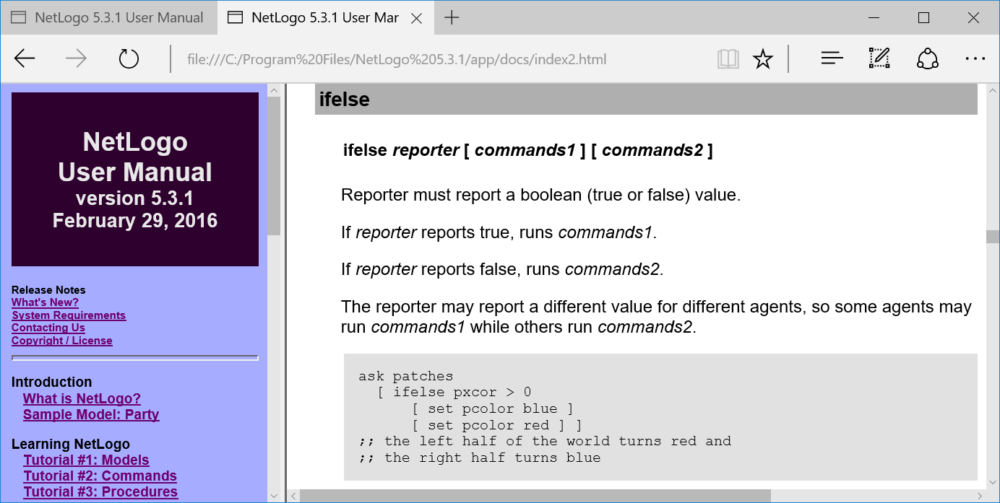 NetLogo 5.3.1 User Manual
NetLogo 5.3.1 User Mar
file:///C:/Program%20Files/NetLogo%205.3.1/app/docs/index2.html
NetLogo
User Manual
version 5.3.1
February 29, 2016
Release Notes
What's New?
System Requirements
Contacting Us
Copyright / License
Introduction
What is NetLogo?
Sample Model: Party
Learning NetLogo
Tutorial #1: Models
Tutorial #2: Commands
Tutorial #3: Procedures
ifelse
ifelse reporter [ commands1 ] [ commands2 ]
Reporter must report a boolean (true or false) value.
If reporter reports true, runs commands1.
If reporter reports false, runs commands2.
The reporter may report a different value for different agents, so some agents may
run commands1 while others run commands2.
ask patches
  [ ifelse pxcor > 0
      [ set pcolor blue ]
      [ set pcolor red ] ]
;; the left half of the world turns red and
;; the right half turns blue